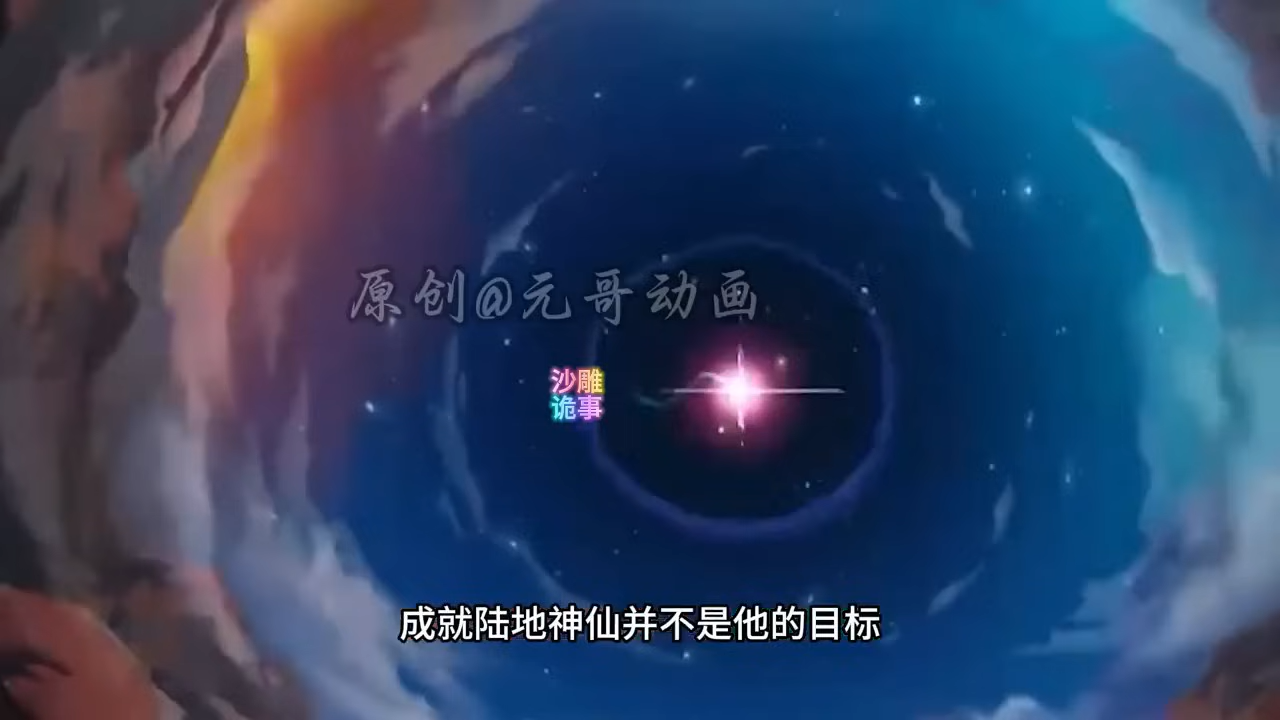 原创@元哥动画
沙雕
诡事
成就陆地神仙并不是他的目标